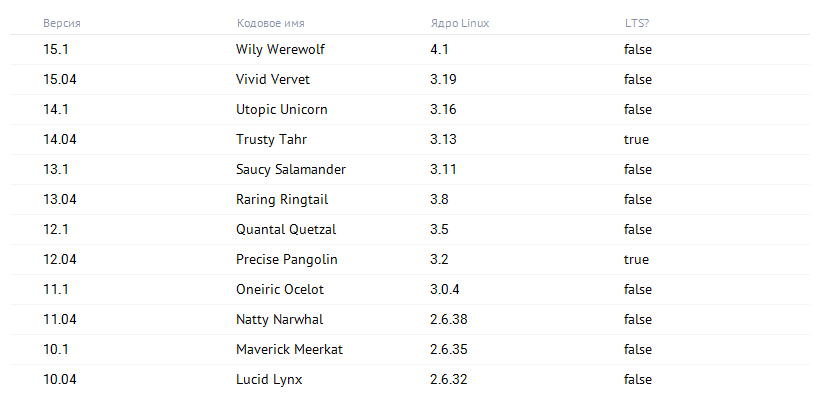 Версия Кодовое имя Ядро Linux LTS?
15.1 Wily Werewolf 4.1 false
15.04 Vivid Vervet 3.19 false
14.1 Utopic Unicorn 3.16 false
14.04 Trusty Tahr 3.13 true
13.1 Saucy Salamander 3.11 false
13.04 Raring Ringtail 3.8 false
12.1 Quantal Quetzal 3.5 false
12.04 Precise Pangolin 3.2 true
11.1 Oneiric Ocelot 3.0.4 false
11.04 Natty Narwhal 2.6.38 false
10.1 Maverick Meerkat 2.6.35 false
10.04 Lucid Lynx 2.6.32 false